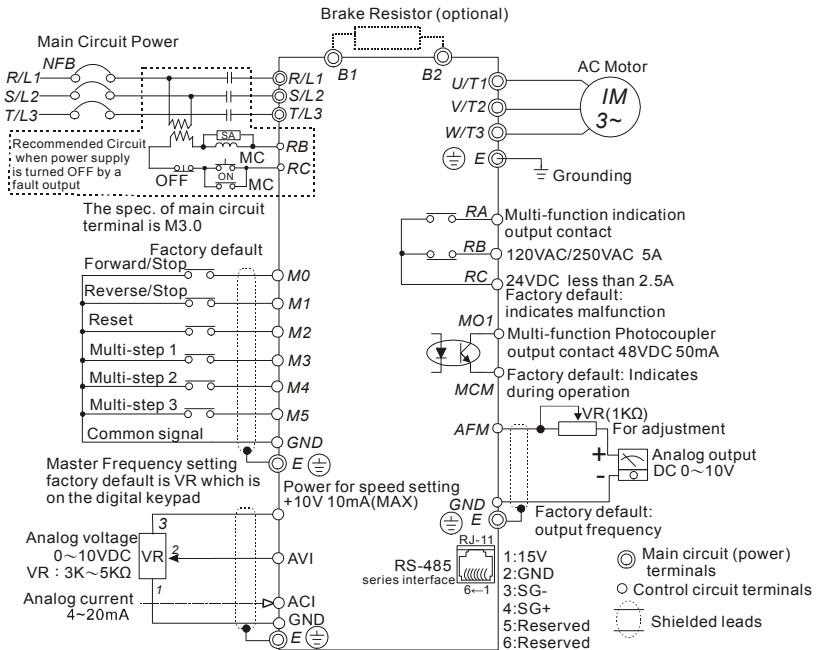 Brake Resistor (optional)
B1
B2
Main Circuit Power
NFB
R/L1
S/L2
T/L3
R/L1
S/L2
T/L3
Recommended Circuit
when power supply
is turned OFF by a
fault output
SA
MC
OFF
ON
MC
RB
RC
The spec. of main circuit
terminal is M3.0
U/T1
V/T2
W/T3
E
AC Motor
IM
3~
Grounding
Factory default
Forward/Stop
M0
Reverse/Stop
M1
Reset
M2
Multi-step 1
M3
Multi-step 2
M4
Multi-step 3
M5
Common signal
GND
E
RA
Multi-function indication
output contact
RB
120VAC/250VAC 5A
RC
24VDC less than 2.5A
Factory default:
indicates malfunction
MO1
Multi-function Photocoupler
output contact 48VDC 50mA
MCM
Factory default: Indicates
during operation
VR(1KΩ)
AFM
For adjustment
+
-
Analog output
DC 0~10V
GND
E
Factory default:
output frequency
Master Frequency setting
factory default is VR which is
on the digital keypad
Power for speed setting
+10V 10mA(MAX)
Analog voltage
0~10VDC
VR : 3K~5KΩ
VR
3
2
1
AVI
Analog current
4~20mA
ACI
GND
E
RS-485
series interface
RJ-11
6←1
1:15V
2:GND
3:SG-
4:SG+
5:Reserved
6:Reserved
Main circuit (power)
terminals
Control circuit terminals
Shielded leads